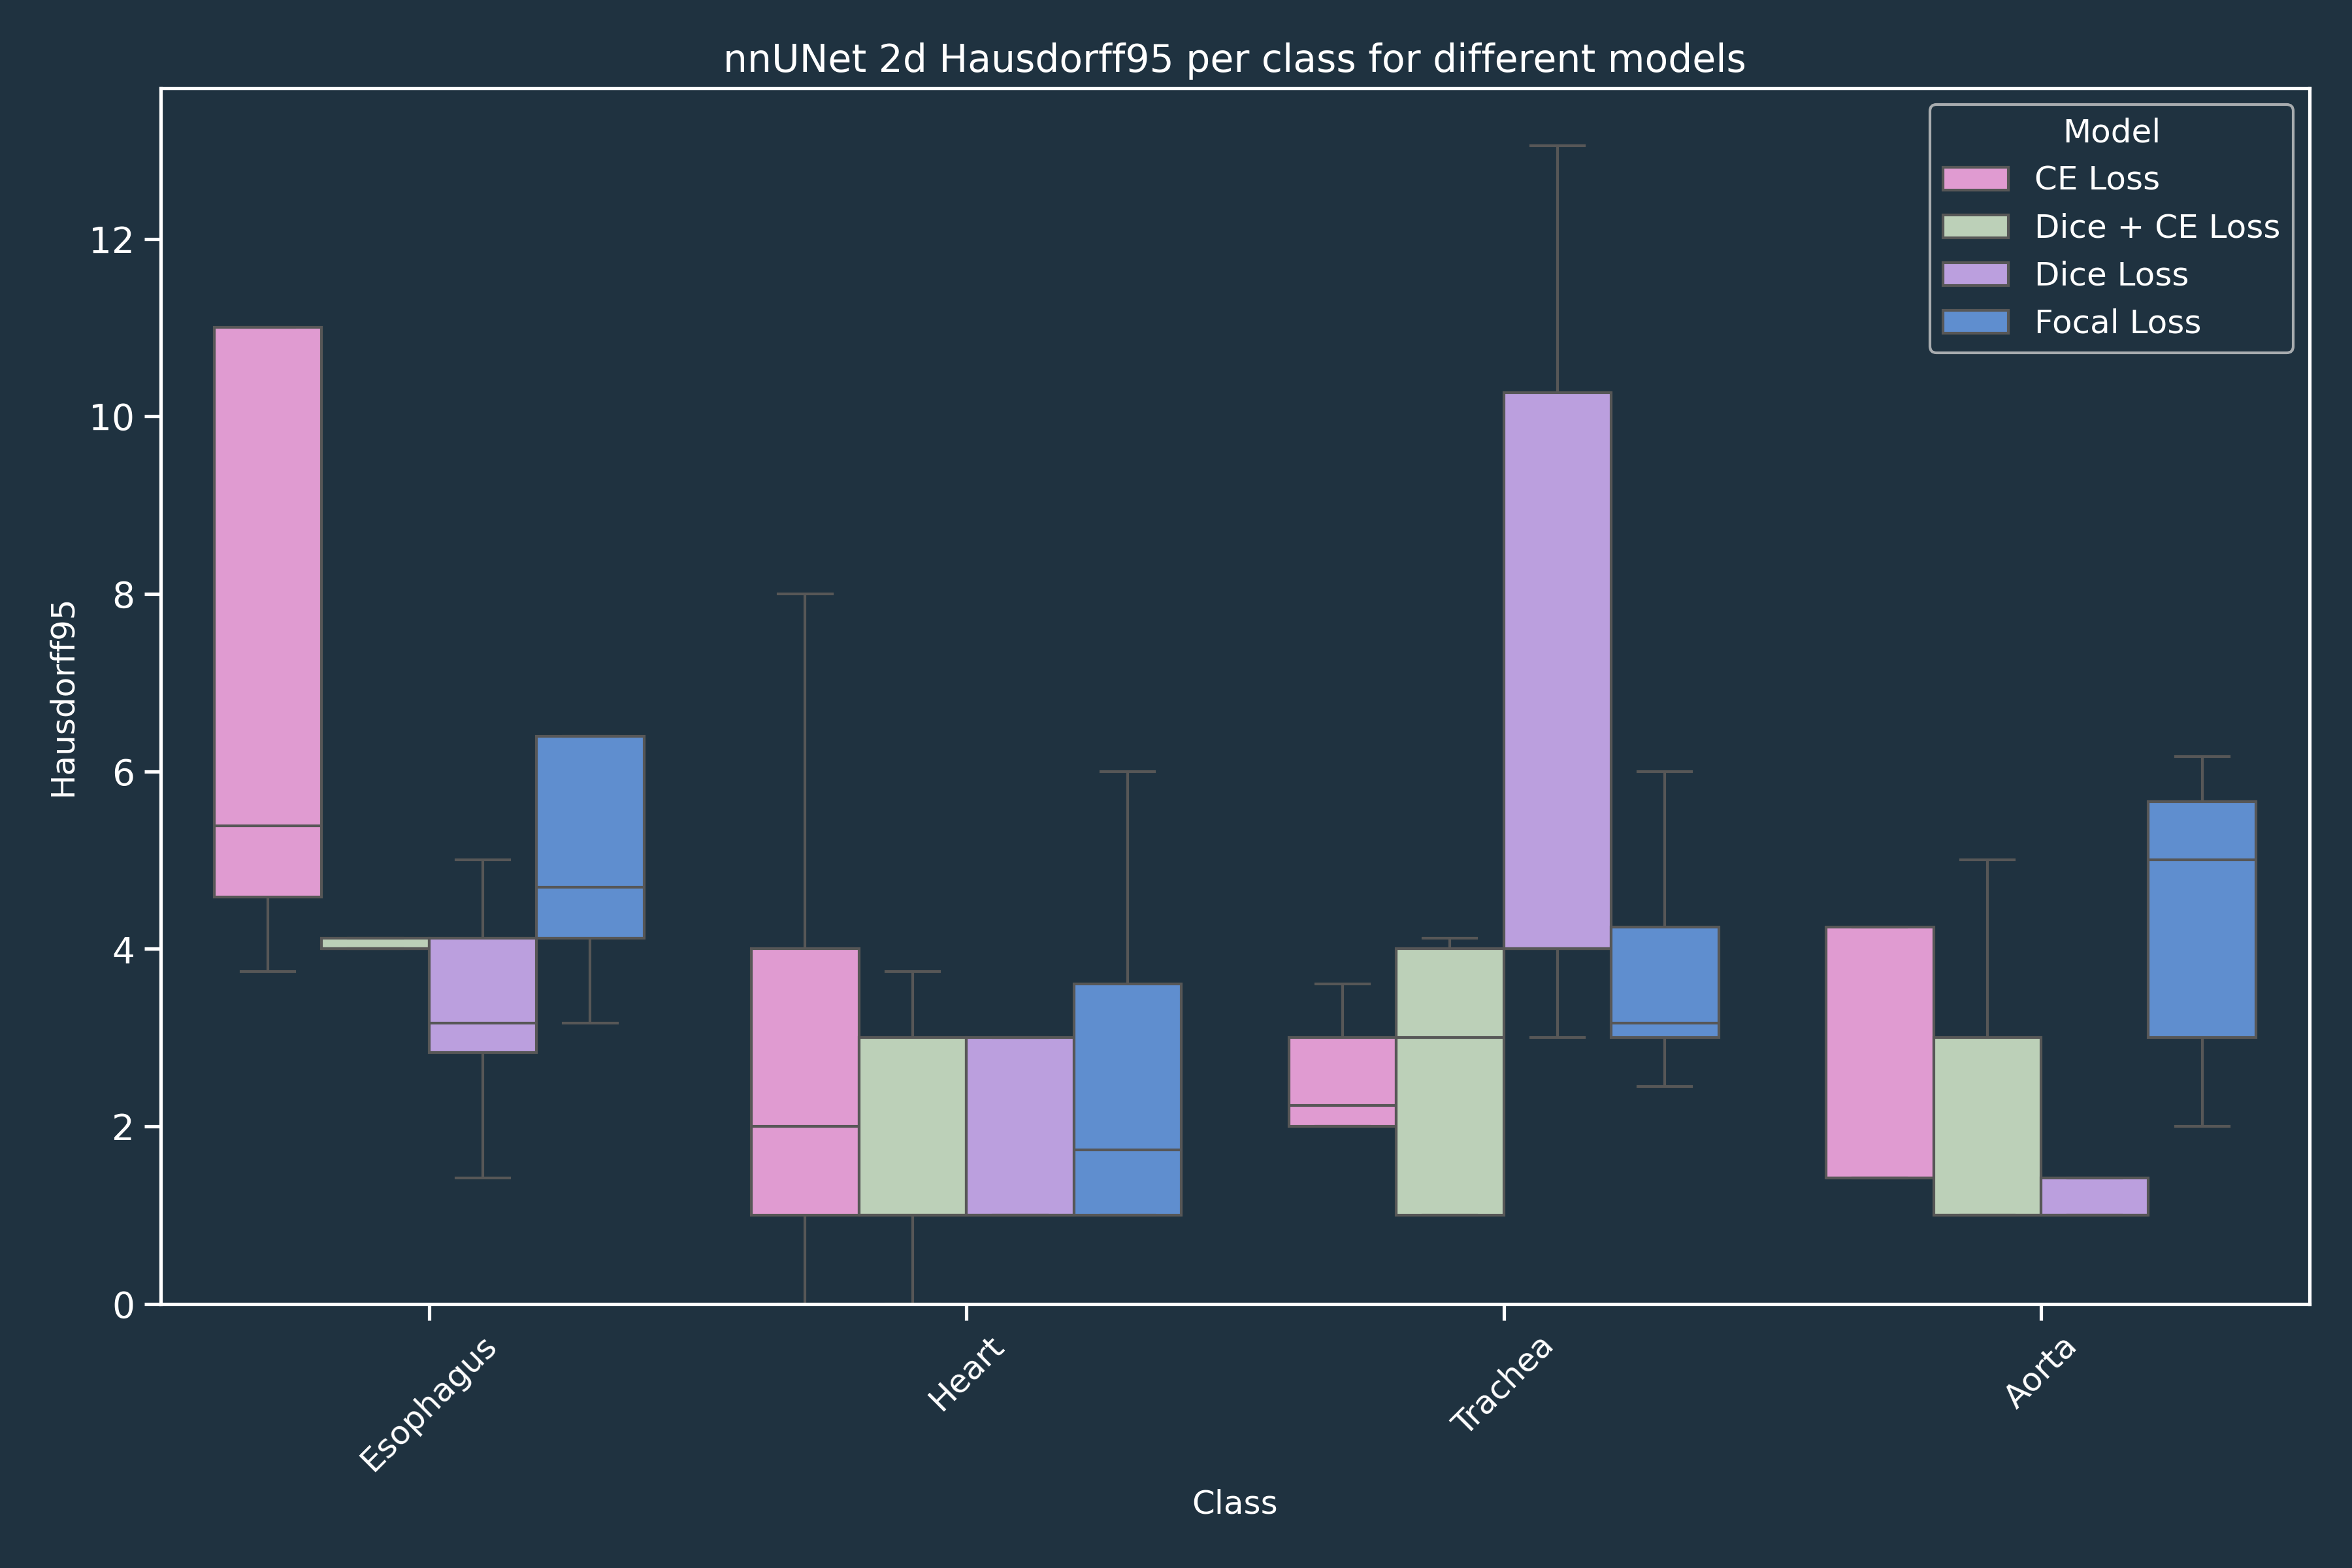 nnUNet 2d Hausdorff95 per class for different models
Model
CE Loss
Dice + CE Loss
Dice Loss
Focal Loss
Hausdorff95
12
10
8
6
4
2
0
Esophagus
Heart
Trachea
Aorta
Class